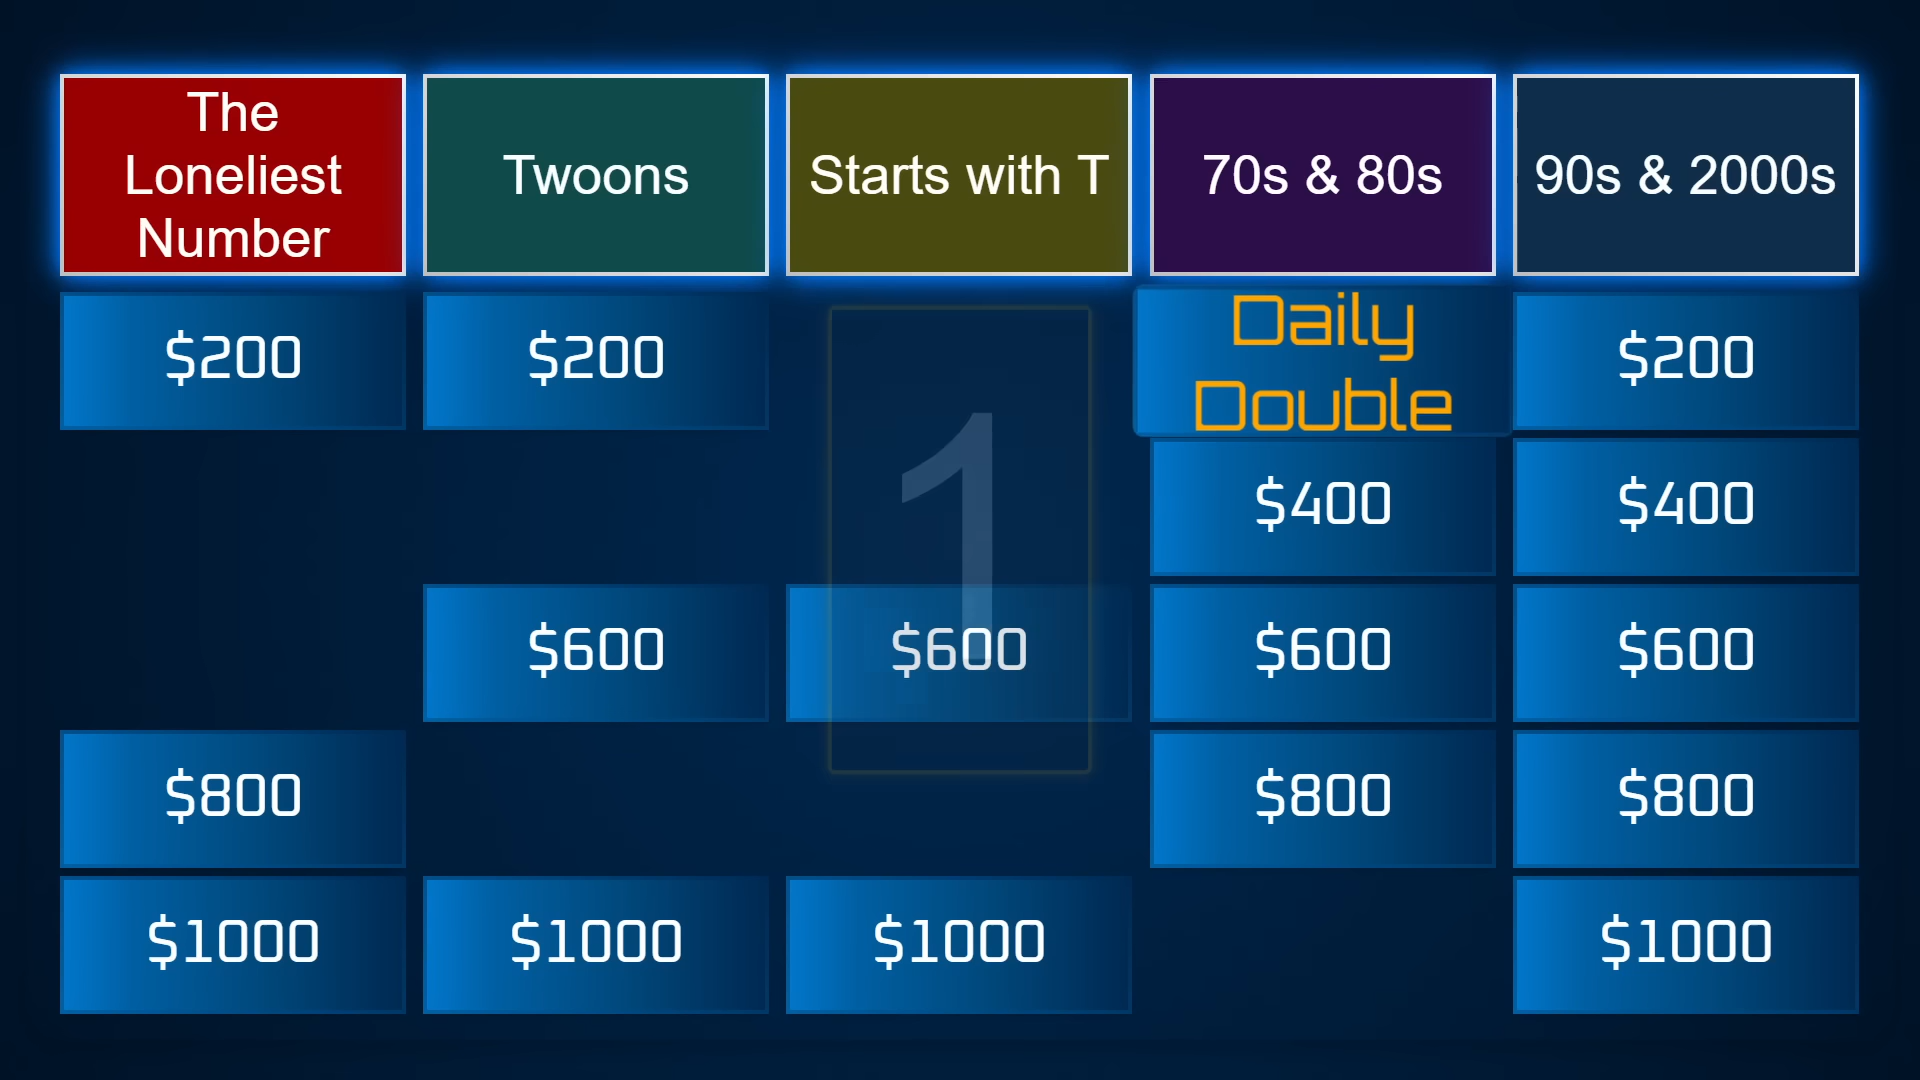 The
Loneliest
Number
Twoons
Starts with T
70s & 80s
90s & 2000s
$200
$200
Daily
Double
$200
1
$400
$400
$600
$600
$600
$600
$800
$800
$800
$1000
$1000
$1000
$1000